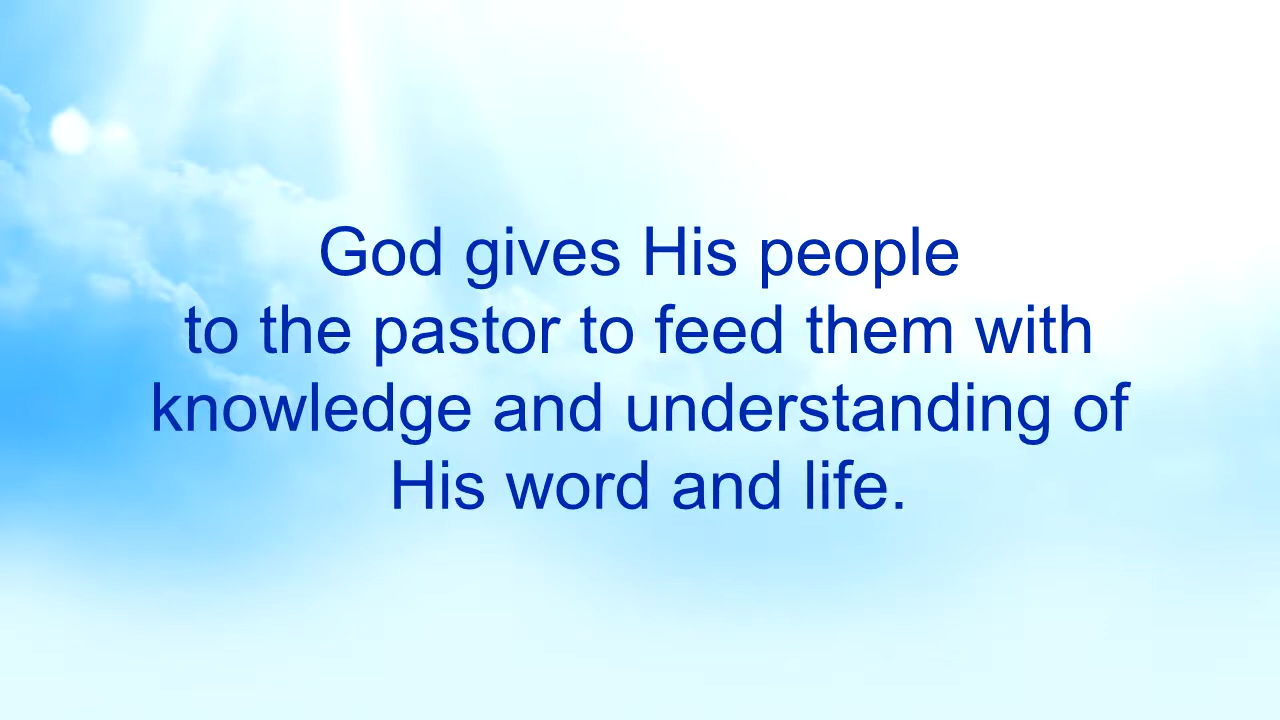 God gives His people
to the pastor to feed them with
knowledge and understanding of
His word and life.